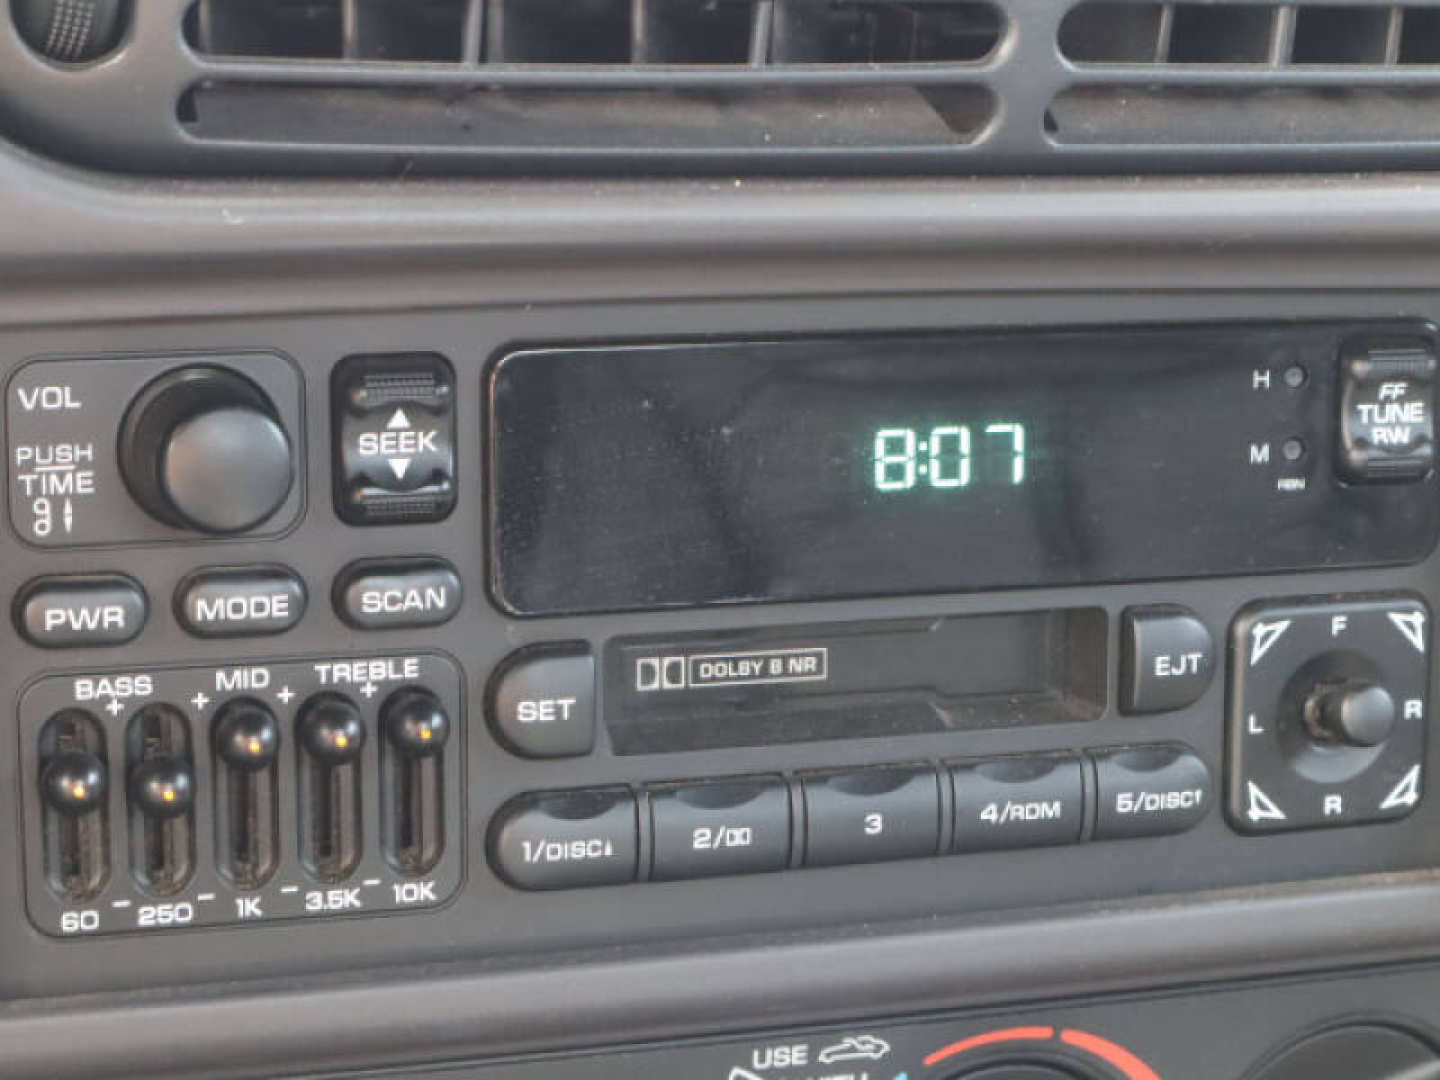 VOL
PUSH
TIME
SEEK
8:07
H
M
RBN
FF
TUNE
RW
PWR
MODE
SCAN
BASS
MID
TREBLE
+ + + +
- - - -
60
250
1K
3.5K
10K
SET
DOLBY B NR
EJT
1/DISC
2/
3
4/RDM
5/DISC
F
L
R
R
USE